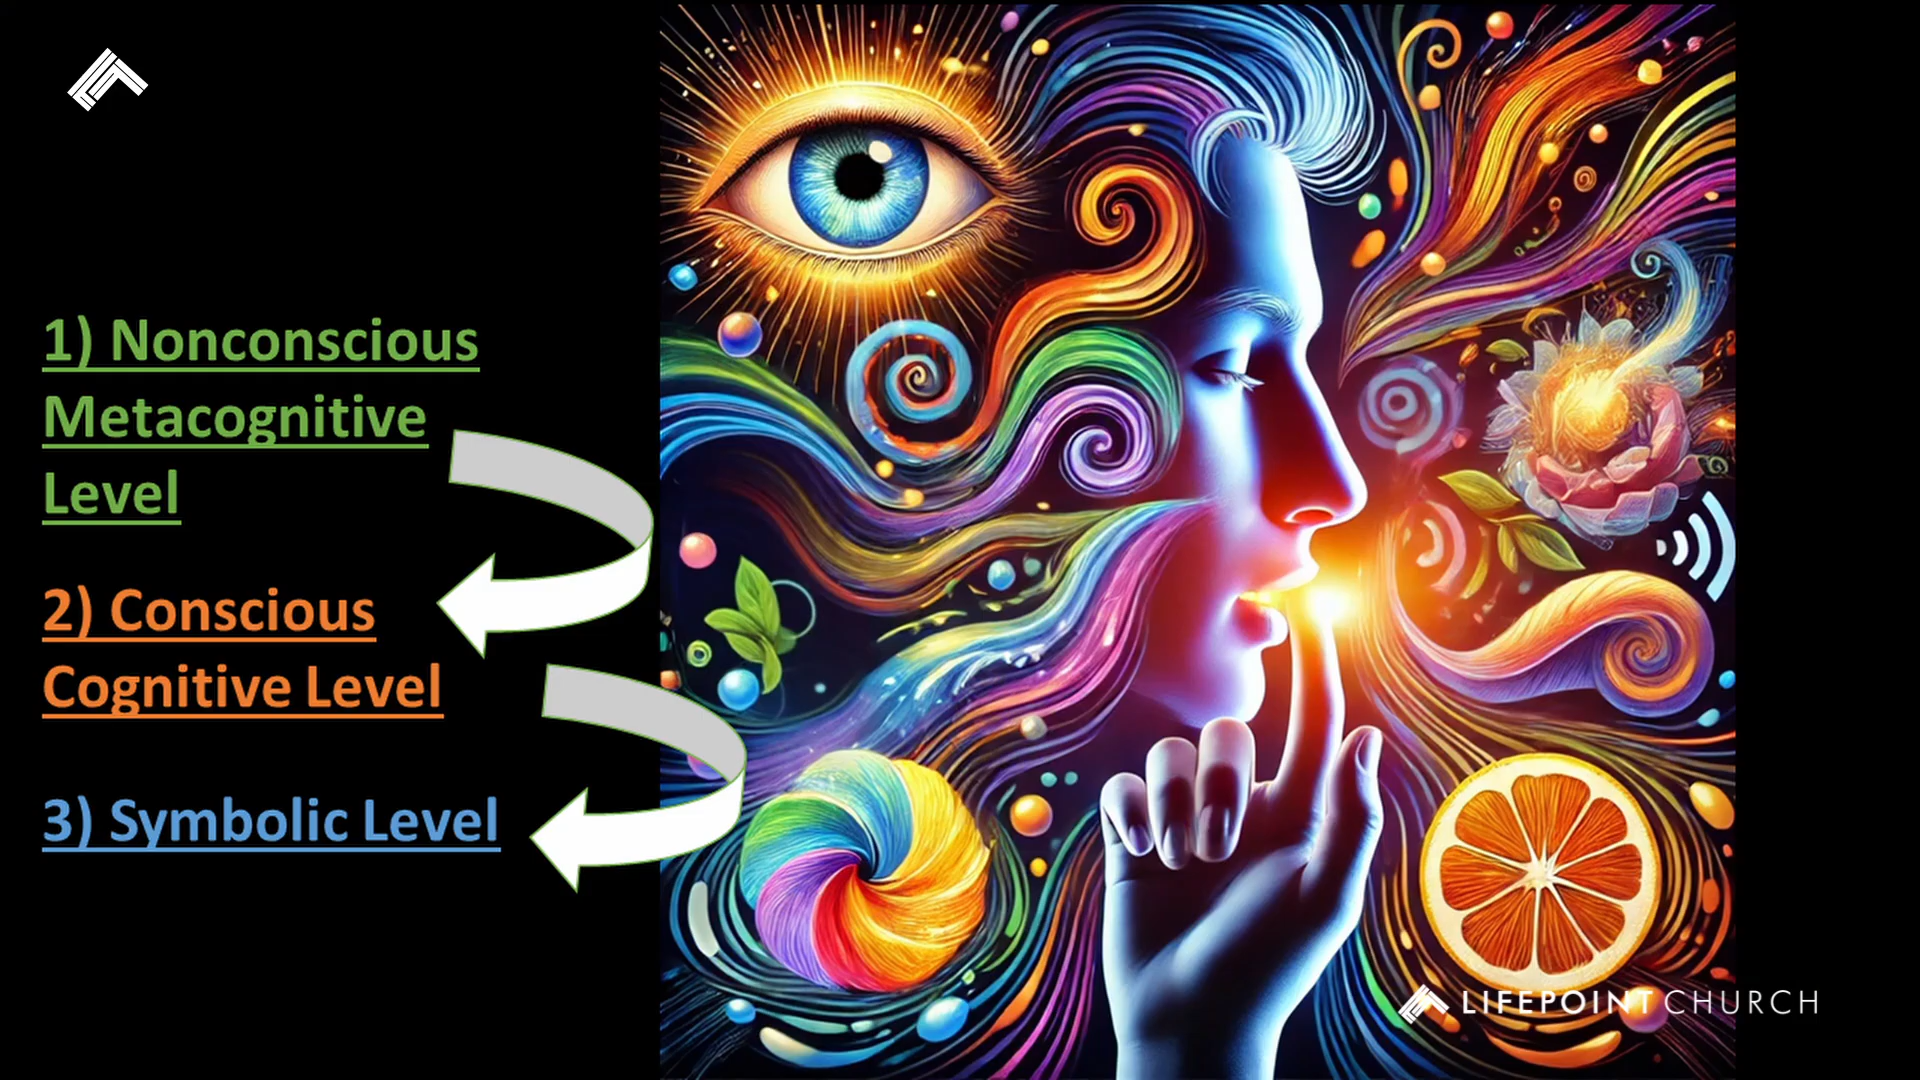 1) Nonconscious
Metacognitive
Level
2) Conscious
Cognitive Level
3) Symbolic Level
LIFEPOINT CHURCH